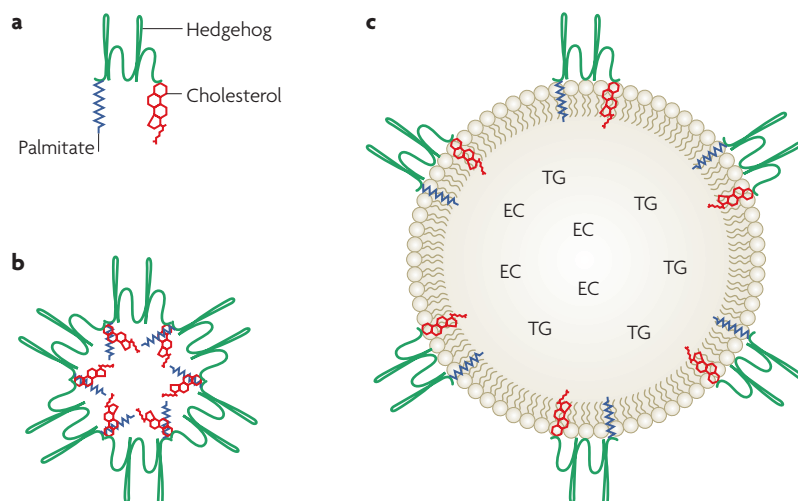 a
Hedgehog
Cholesterol
Palmitate
b
c
TG
EC
TG
EC
EC
TG
EC
TG
TG